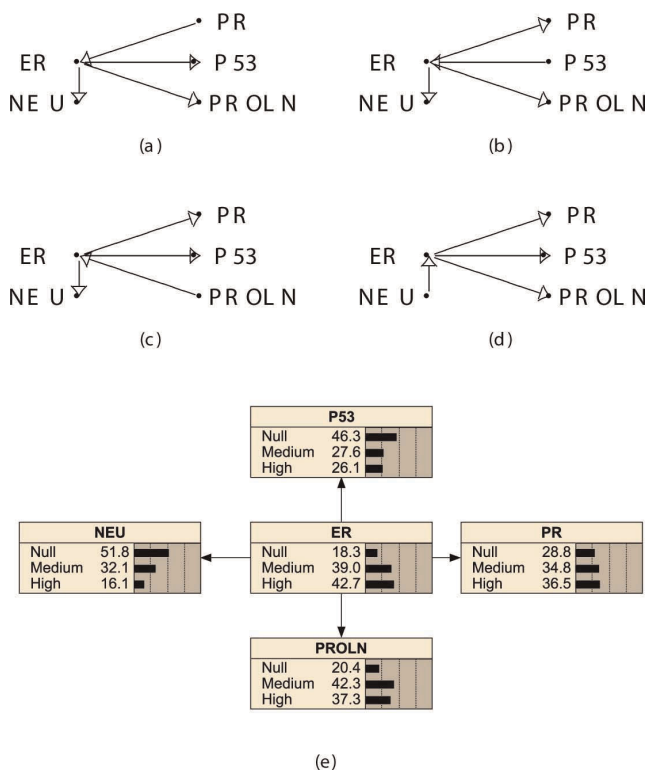 PR
ER
P 53
NE U
PR OL N
(a)
PR
ER
P 53
NE U
PR OL N
(b)
PR
ER
P 53
NE U
PR OL N
(c)
PR
ER
P 53
NE U
PR OL N
(d)
P53
Null 46.3
Medium 27.6
High 26.1
NEU
Null 51.8
Medium 32.1
High 16.1
ER
Null 18.3
Medium 39.0
High 42.7
PR
Null 28.8
Medium 34.8
High 36.5
PROLN
Null 20.4
Medium 42.3
High 37.3
(e)